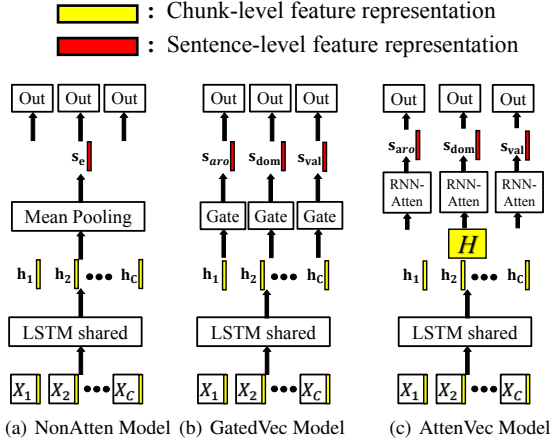 : Chunk-level feature representation
: Sentence-level feature representation
Out Out Out Out Out Out Out Out Out
s_e s_aro s_dom s_val s_aro s_dom s_val
Mean Pooling Gate Gate Gate RNN-Atten RNN-Atten RNN-Atten
H
h_1 h_2 ••• h_C h_1 h_2 ••• h_C h_1 h_2 ••• h_C
LSTM shared LSTM shared LSTM shared
X_1 X_2 ••• X_C X_1 X_2 ••• X_C X_1 X_2 ••• X_C
(a) NonAtten Model (b) GatedVec Model (c) AttenVec Model